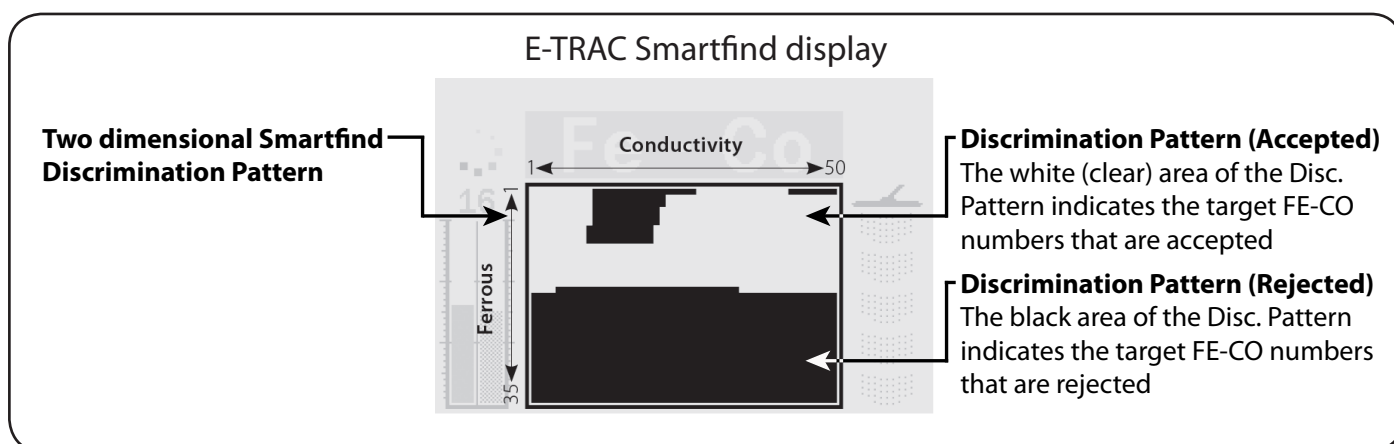 E-TRAC Smartfind display
Two dimensional Smartfind
Discrimination Pattern
Fe Co
Conductivity
1 50
16
1
Ferrous
35
Discrimination Pattern (Accepted)
The white (clear) area of the Disc.
Pattern indicates the target FE-CO
numbers that are accepted
Discrimination Pattern (Rejected)
The black area of the Disc. Pattern
indicates the target FE-CO numbers
that are rejected